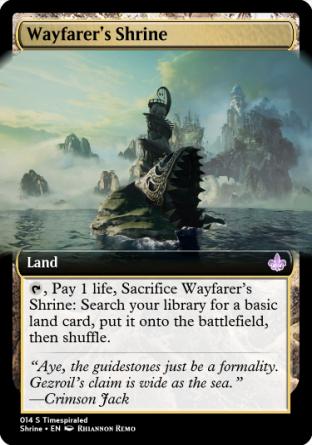 Wayfarer's Shrine
Land
, Pay 1 life, Sacrifice Wayfarer's
Shrine: Search your library for a basic
land card, put it onto the battlefield,
then shuffle.
“Aye, the guidestones just be a formality.
Gezroil's claim is wide as the sea.”
—Crimson Jack
014 S Timespiraled
Shrine • EN Rhiannon Remo